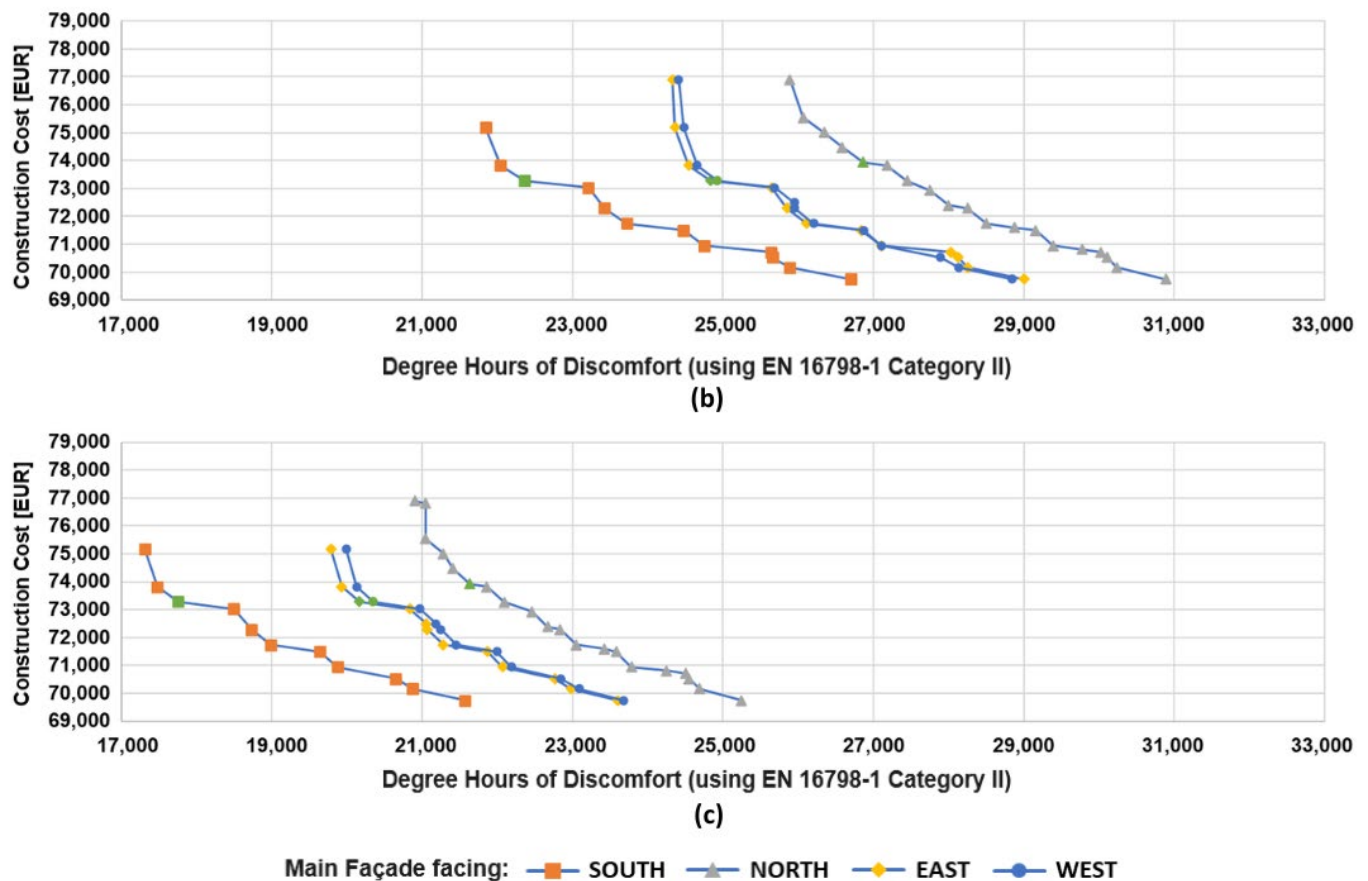 79,000
78,000
77,000
76,000
75,000
74,000
73,000
72,000
71,000
70,000
69,000
Construction Cost [EUR]
17,000 19,000 21,000 23,000 25,000 27,000 29,000 31,000 33,000
Degree Hours of Discomfort (using EN 16798-1 Category II)
(b)
79,000
78,000
77,000
76,000
75,000
74,000
73,000
72,000
71,000
70,000
69,000
Construction Cost [EUR]
17,000 19,000 21,000 23,000 25,000 27,000 29,000 31,000 33,000
Degree Hours of Discomfort (using EN 16798-1 Category II)
(c)
Main Façade facing: SOUTH NORTH EAST WEST